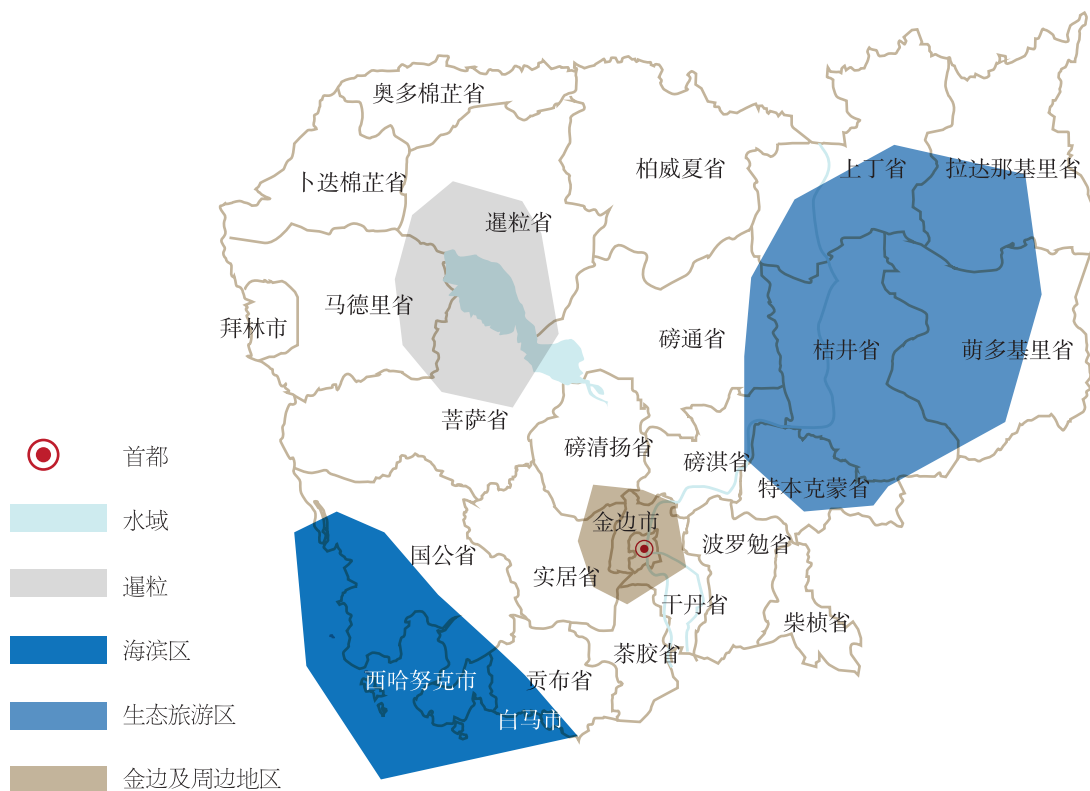 奥多棉芷省
柏威夏省
上丁省
拉达那基里省
卜迭棉芷省
暹粒省
马德里省
拜林市
磅通省
桔井省
萌多基里省
菩萨省
磅清扬省
磅淇省
特本克蒙省
金边市
波罗勉省
国公省
实居省
干丹省
柴桢省
茶胶省
西哈努克市
贡布省
白马市
首都
水域
暹粒
海滨区
生态旅游区
金边及周边地区